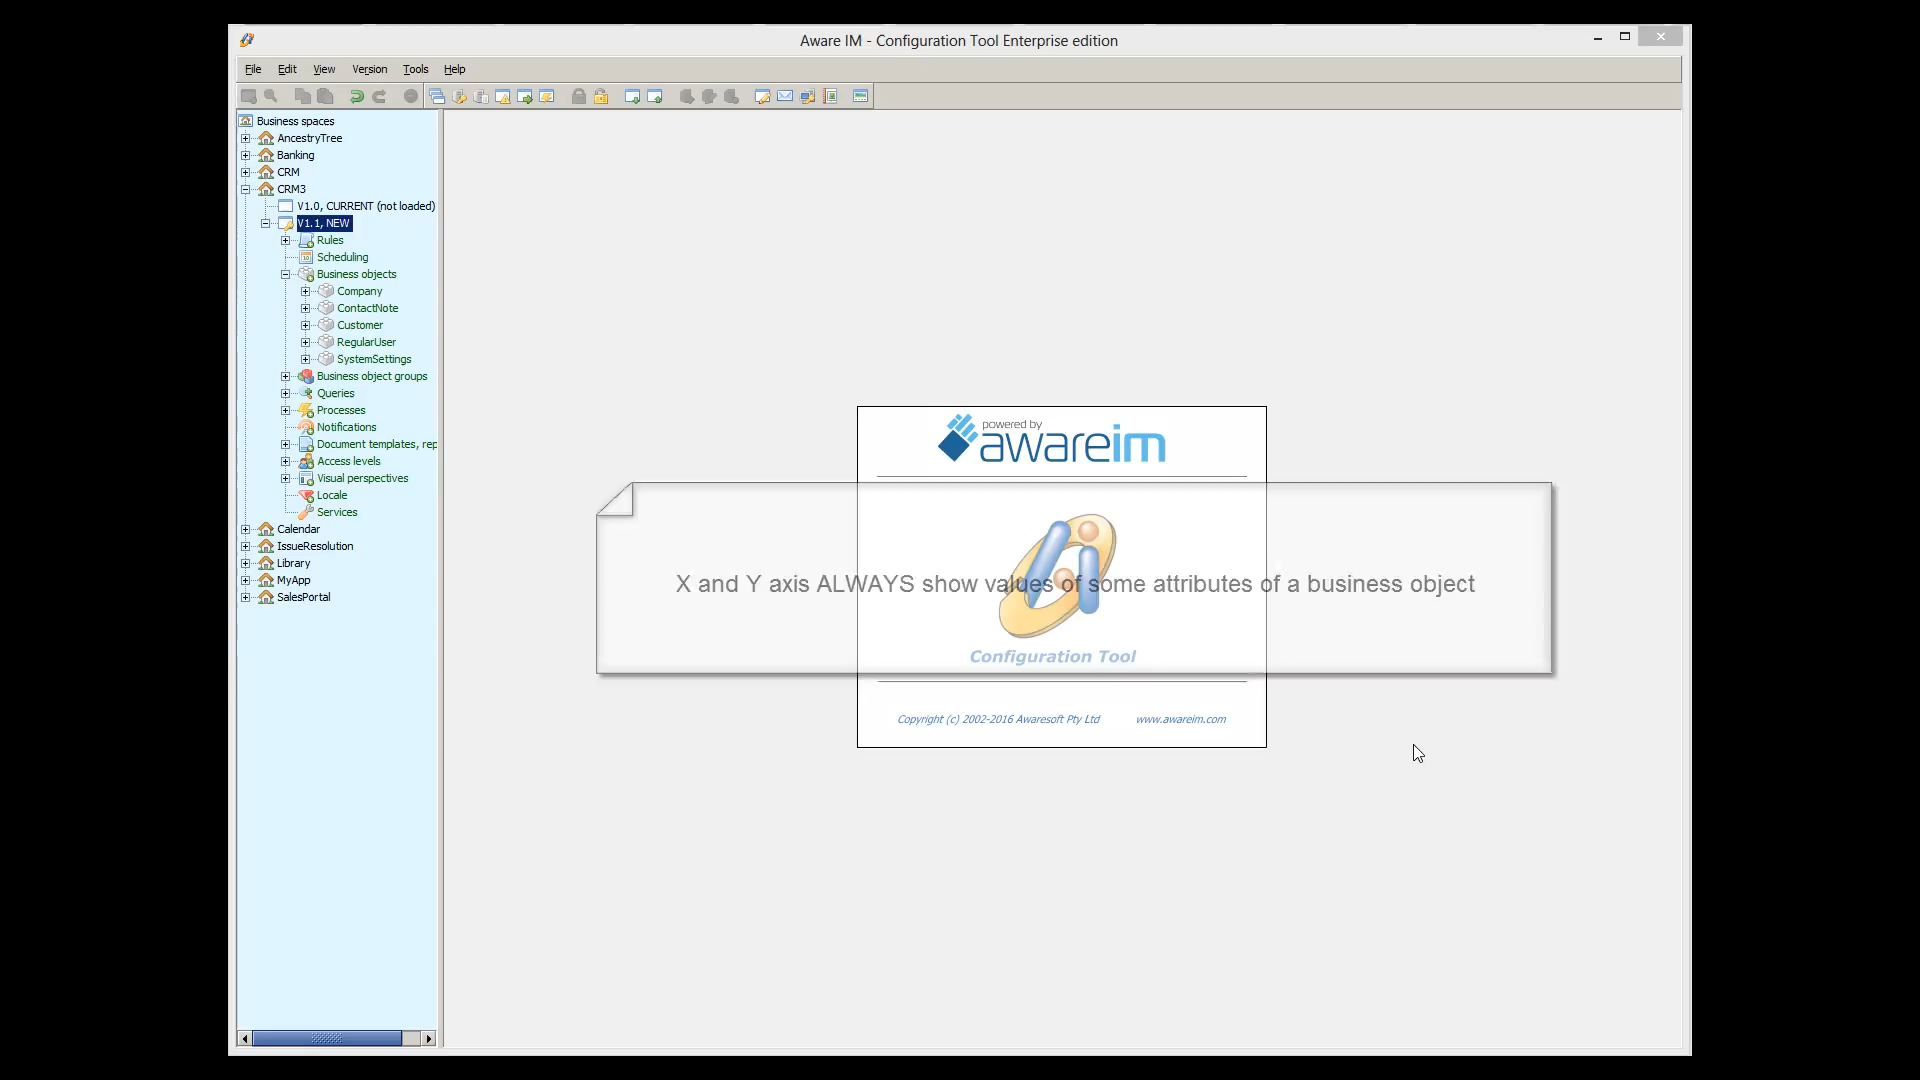 Aware IM - Configuration Tool Enterprise edition
File Edit View Version Tools Help
Business spaces
AncestryTree
Banking
CRM
CRM3
V1.0, CURRENT (not loaded)
V1.1, NEW
Rules
Scheduling
Business objects
Company
ContactNote
Customer
RegularUser
SystemSettings
Business object groups
Queries
Processes
Notifications
Document templates, rep
Access levels
Visual perspectives
Locale
Services
Calendar
IssueResolution
Library
MyApp
SalesPortal
powered by
awareim
X and Y axis ALWAYS show values of some attributes of a business object
Configuration Tool
Copyright (c) 2002-2016 Awaresoft Pty Ltd www.awareim.com